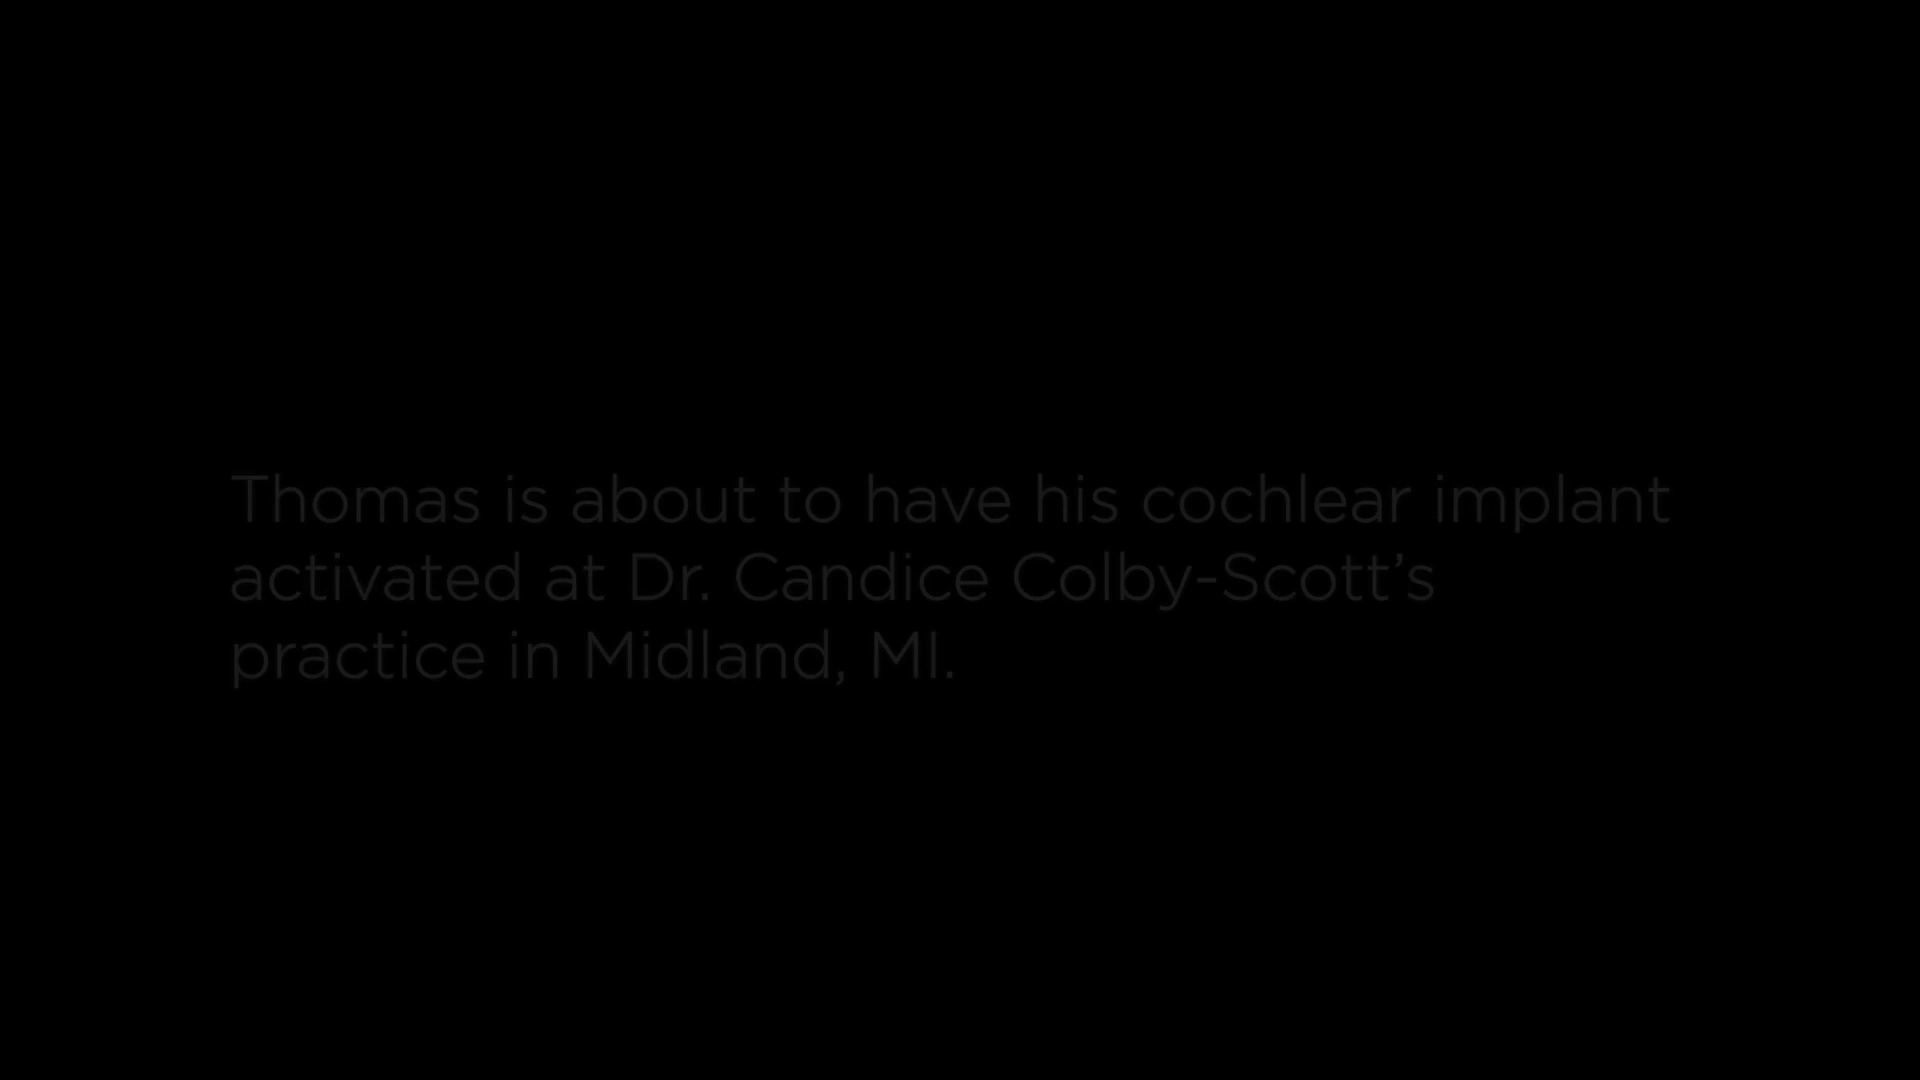 Thomas is about to have his cochlear implant
activated at Dr. Candice Colby-Scott’s
practice in Midland, MI.